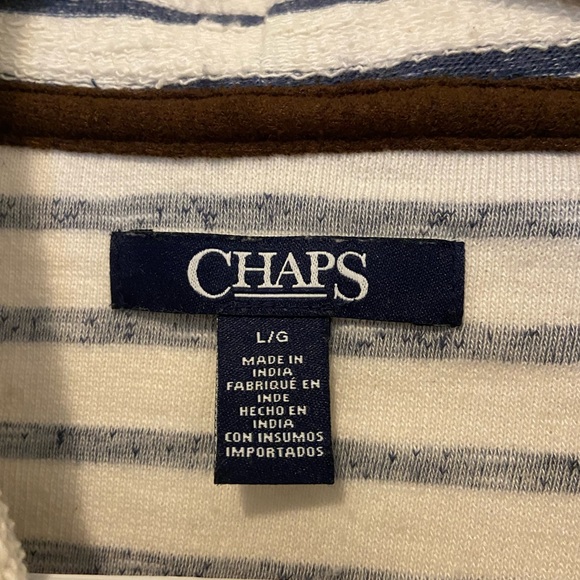 CHAPS
L/G
MADE IN
INDIA
FABRIQUÉ EN
INDE
HECHO EN
INDIA
CON INSUMOS
IMPORTADOS